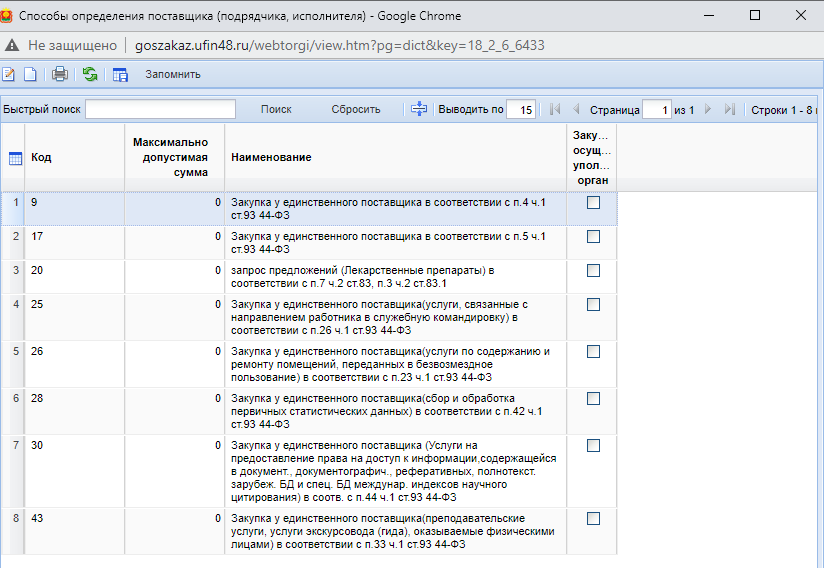 Способы определения поставщика (подрядчика, исполнителя) - Google Chrome
Не защищено | goszakaz.ufin48.ru/webtorgi/view.htm?pg=dict&key=18_2_6_6433
Запомнить
Быстрый поиск Поиск Сбросить Выводить по 15 Страница 1 из 1 Строки 1 - 8
Код
Максимально
допустимая
сумма
Наименование
Заку...
осущ...
упол...
орган
1 9 0 Закупка у единственного поставщика в соответствии с п.4 ч.1
ст.93 44-ФЗ
2 17 0 Закупка у единственного поставщика в соответствии с п.5 ч.1
ст.93 44-ФЗ
3 20 0 запрос предложений (Лекарственные препараты) в
соответствии с п.7 ч.2 ст.83, п.3 ч.2 ст.83.1
4 25 0 Закупка у единственного поставщика(услуги, связанные с
направлением работника в служебную командировку) в
соответствии с п.26 ч.1 ст.93 44-ФЗ
5 26 0 Закупка у единственного поставщика(услуги по содержанию и
ремонту помещений, переданных в безвозмездное
пользование) в соответствии с п.23 ч.1 ст.93 44-ФЗ
6 28 0 Закупка у единственного поставщика(сбор и обработка
первичных статистических данных) в соответствии с п.42 ч.1
ст.93 44-ФЗ
7 30 0 Закупка у единственного поставщика (Услуги на
предоставление права на доступ к информации,содержащейся
в документ., документографич., реферативных, полнотекст.
зарубеж. БД и спец. БД междунар. индексов научного
цитирования) в соотв. с п.44 ч.1 ст.93 44-ФЗ
8 43 0 Закупка у единственного поставщика(преподавательские
услуги, услуги экскурсовода (гида), оказываемые физическими
лицами) в соответствии с п.33 ч.1 ст.93 44-ФЗ